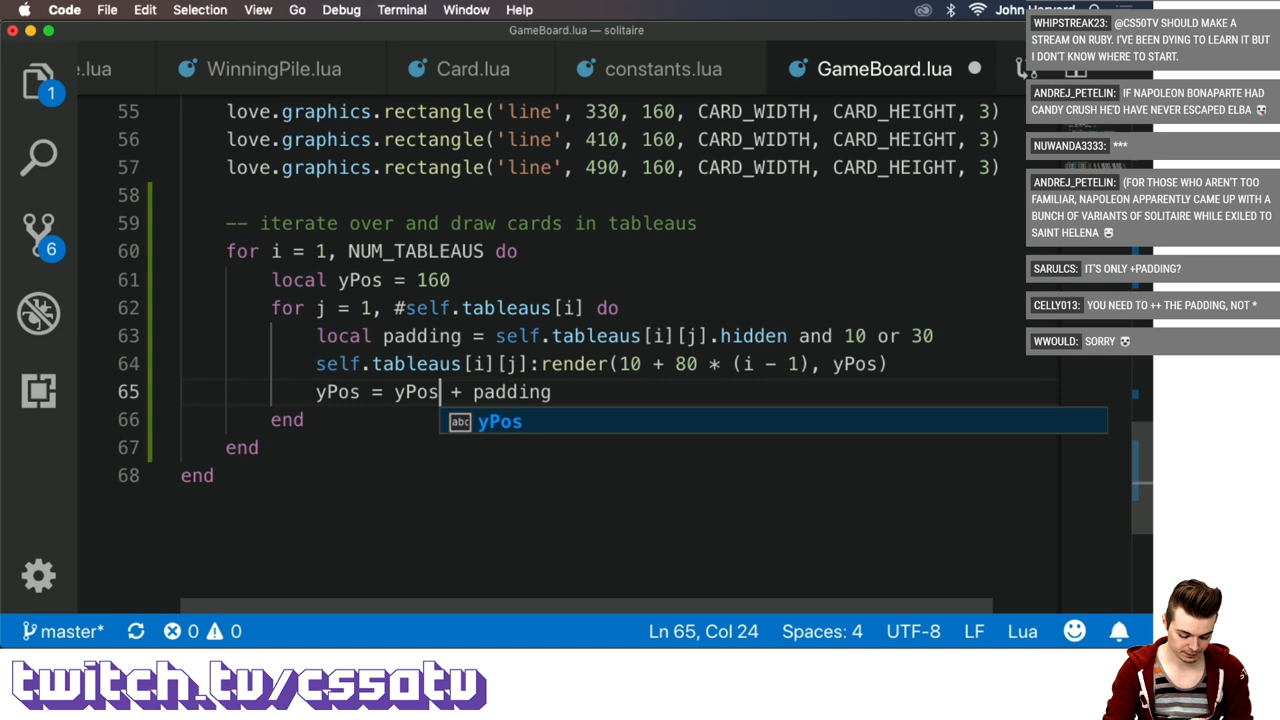 Code File Edit Selection View Go Debug Terminal Window Help
GameBoard.lua — solitaire
e.lua WinningPile.lua Card.lua constants.lua GameBoard.lua
1
6
55 love.graphics.rectangle('line', 330, 160, CARD_WIDTH, CARD_HEIGHT, 3)
56 love.graphics.rectangle('line', 410, 160, CARD_WIDTH, CARD_HEIGHT, 3)
57 love.graphics.rectangle('line', 490, 160, CARD_WIDTH, CARD_HEIGHT, 3)
58
59 -- iterate over and draw cards in tableaus
60 for i = 1, NUM_TABLEAUS do
61 local yPos = 160
62 for j = 1, #self.tableaus[i] do
63 local padding = self.tableaus[i][j].hidden and 10 or 30
64 self.tableaus[i][j]:render(10 + 80 * (i - 1), yPos)
65 yPos = yPos + padding
66 end
abc yPos
67 end
68 end
master* 0 0 Ln 65, Col 24 Spaces: 4 UTF-8 LF Lua
WHIPSTREAK23: @CS50TV SHOULD MAKE A
STREAM ON RUBY. I'VE BEEN DYING TO LEARN IT BUT
I DON'T KNOW WHERE TO START.
ANDREJ_PETELIN: IF NAPOLEON BONAPARTE HAD
CANDY CRUSH HE'D HAVE NEVER ESCAPED ELBA
NUWANDA3333: ***
ANDREJ_PETELIN: (FOR THOSE WHO AREN'T TOO
FAMILIAR, NAPOLEON APPARENTLY CAME UP WITH A
BUNCH OF VARIANTS OF SOLITAIRE WHILE EXILED TO
SAINT HELENA
SARULCS: IT'S ONLY +PADDING?
CELLY013: YOU NEED TO ++ THE PADDING, NOT *
WWOULD: SORRY
twitch.tv/cs50tv